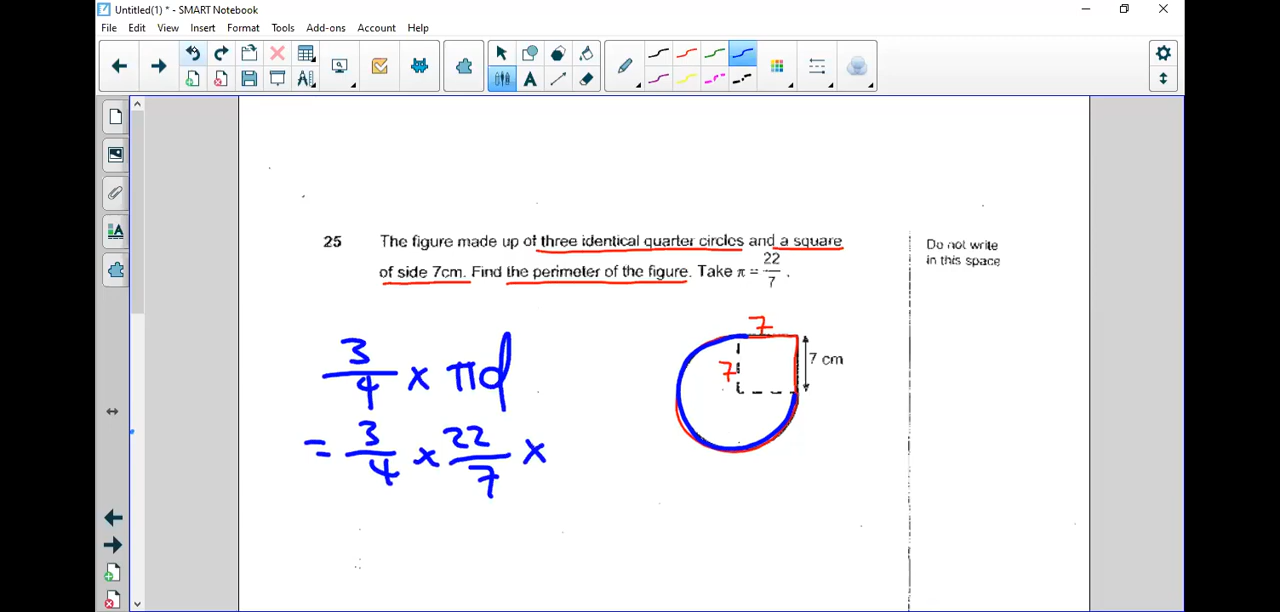 Untitled(1) * - SMART Notebook
File Edit View Insert Format Tools Add-ons Account Help
25 The figure made up of three identical quarter circles and a square
of side 7cm. Find the perimeter of the figure. Take π = 22/7 .
Do not write
in this space
7
7
7 cm
3/4 × πd
= 3/4 × 22/7 ×